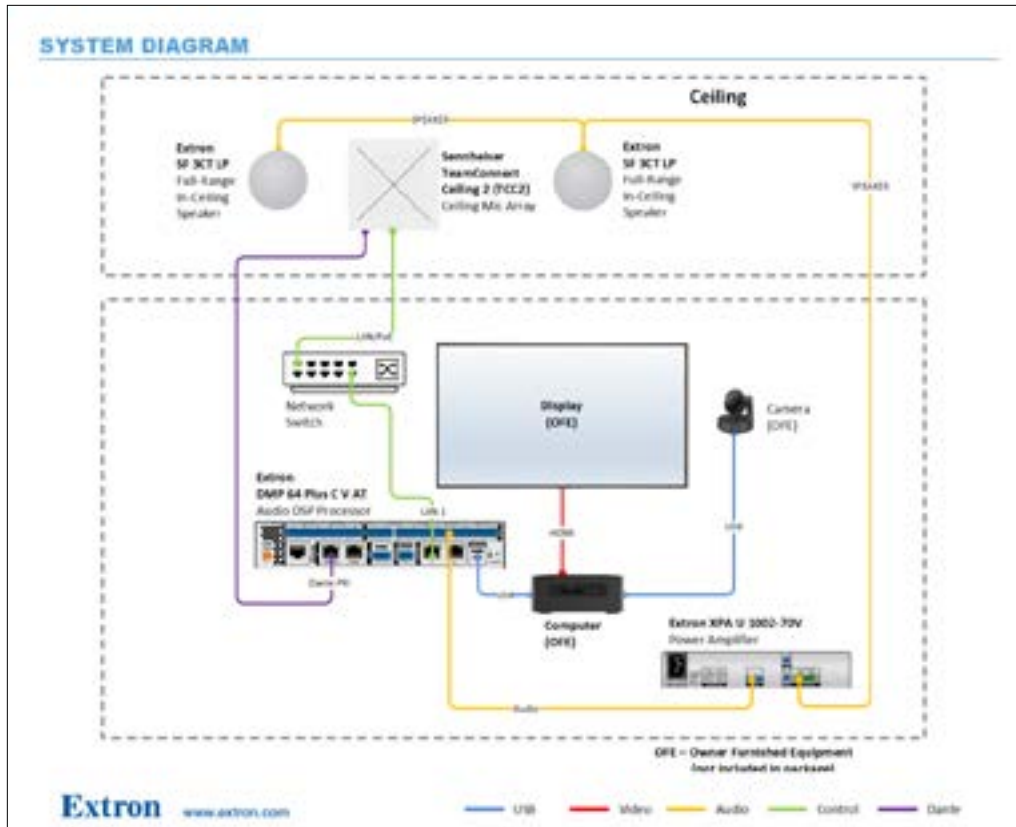 SYSTEM DIAGRAM
Ceiling
SPEAKER
Extron
SF 3CT LP
Full-Range
In-Ceiling
Speaker
Sennheiser
TeamConnect
Ceiling 2 (TCC2)
Ceiling Mic Array
Extron
SF 3CT LP
Full-Range
In-Ceiling
Speaker
SPEAKER
LAN/PoE
Network
Switch
Display
(OFE)
Camera
(OFE)
Extron
DMP 64 Plus C V AT
Audio DSP Processor
LAN 1
HDMI
USB
Dante
USB
Computer
(OFE)
Extron XPA U 1002-70V
Power Amplifier
Audio
OFE – Owner Furnished Equipment
(not included in package)
Extron www.extron.com
USB Video Audio Control Dante